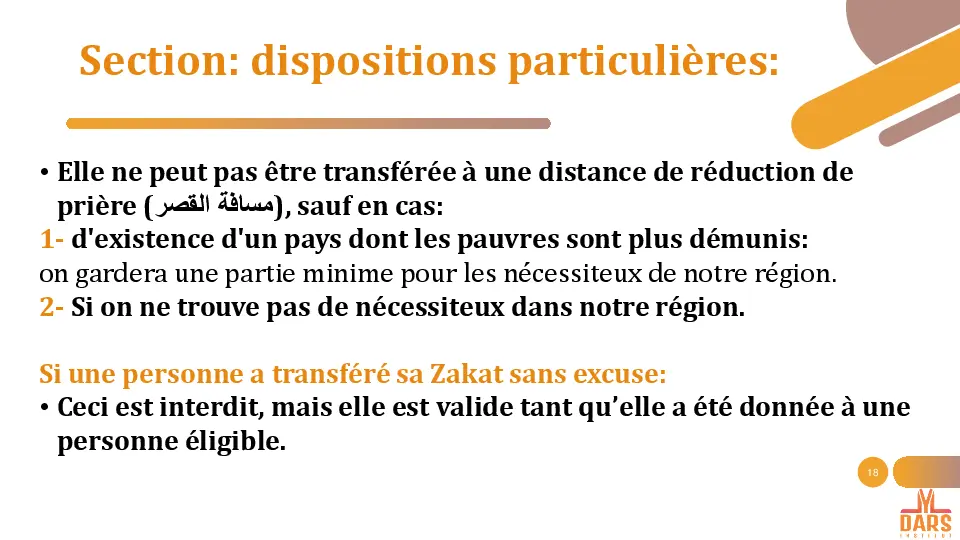 Section: dispositions particulières:
• Elle ne peut pas être transférée à une distance de réduction de
prière (مسافة القصر), sauf en cas:
1- d'existence d'un pays dont les pauvres sont plus démunis:
on gardera une partie minime pour les nécessiteux de notre région.
2- Si on ne trouve pas de nécessiteux dans notre région.
Si une personne a transféré sa Zakat sans excuse:
• Ceci est interdit, mais elle est valide tant qu’elle a été donnée à une
personne éligible.
18
DARS
INSTITUT